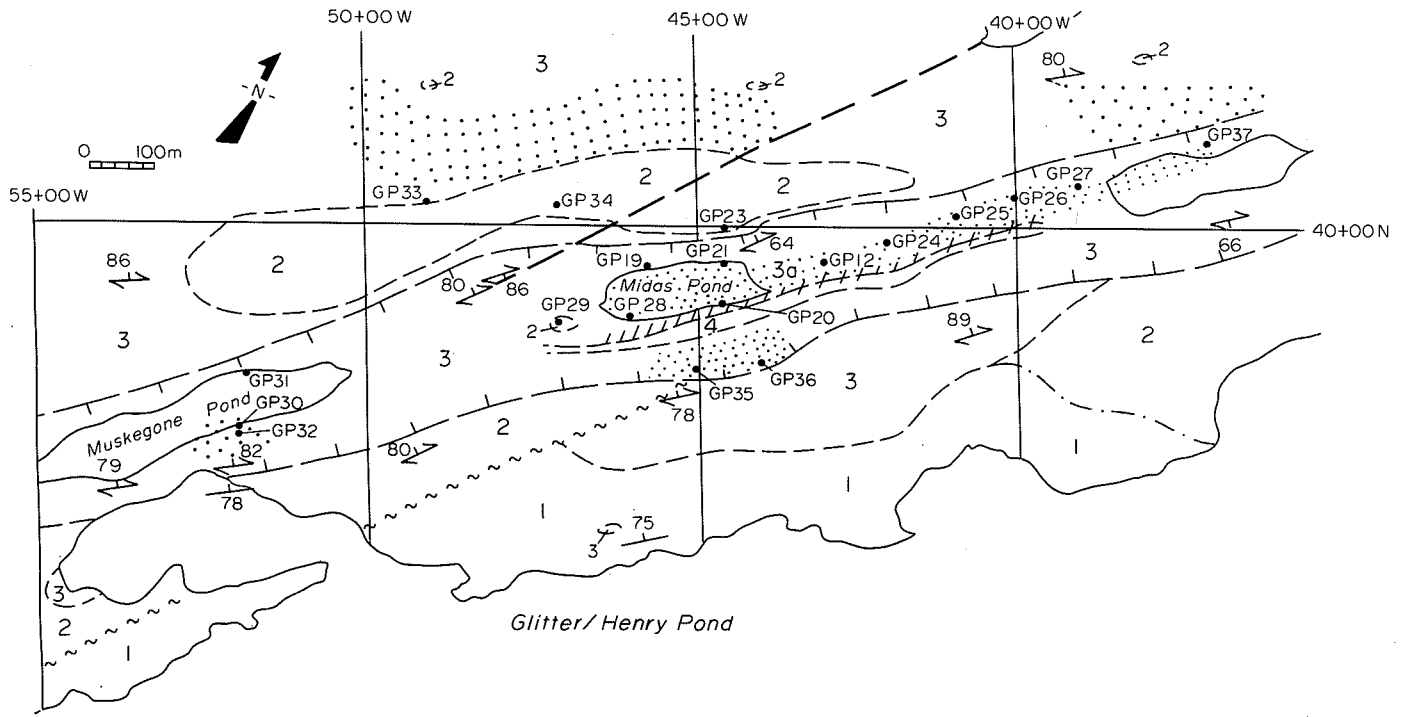 50+00 W
45+00 W
40+00 W
3
2
2
80
2
N
3
GP37
0 100m
GP33
2
GP34
2
GP27
GP26
55+00 W
GP23
GP25
40+00 N
64
GP24
66
86
2
80
86
GP19
GP21
3a
GP12
3
Midas Pond
GP29
GP28
GP20
2
4
89
2
3
3
GP31
GP35
GP36
3
Muskegone Pond
GP30
GP32
78
2
82
80
79
78
1
1
1
75
3
3
2
1
Glitter/Henry Pond